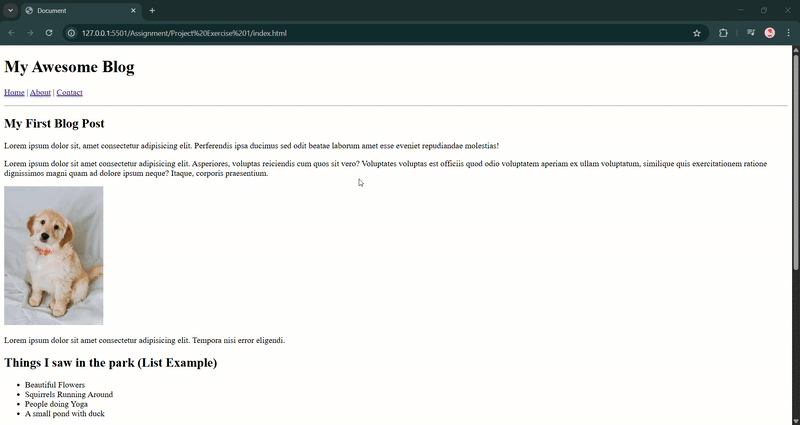 Document
127.0.0.1:5501/Assignment/Project%20Exercise%201/index.html
My Awesome Blog
Home | About | Contact
My First Blog Post
Lorem ipsum dolor sit, amet consectetur adipisicing elit. Perferendis ipsa ducimus sed odit beatae laborum amet esse eveniet repudiandae molestias!
Lorem ipsum dolor sit amet consectetur adipisicing elit. Asperiores, voluptas reiciendis cum quos sit vero? Voluptates voluptas est officiis quod odio voluptatem aperiam ex ullam voluptatum, similique quis exercitationem ratione
dignissimos magni quam ad dolore ipsum neque? Itaque, corporis praesentium.
Lorem ipsum dolor sit amet consectetur adipisicing elit. Tempora nisi error eligendi.
Things I saw in the park (List Example)
Beautiful Flowers
Squirrels Running Around
People doing Yoga
A small pond with duck